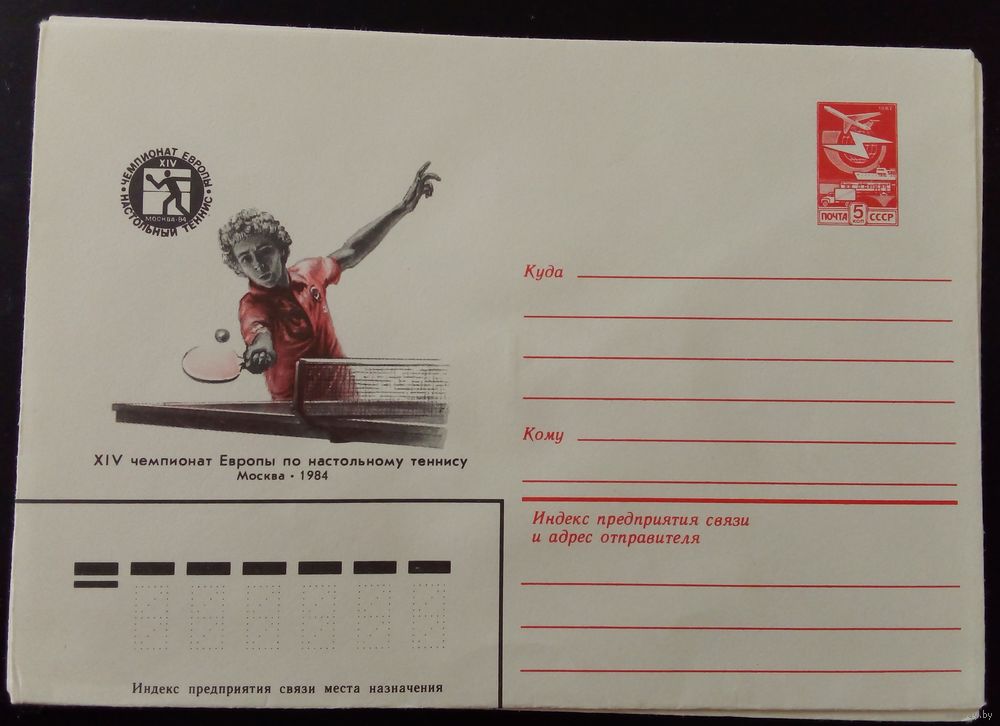 ЧЕМПИОНАТ ЕВРОПЫ
XIV
МОСКВА-84
НАСТОЛЬНЫЙ ТЕННИС
ПОЧТА 5 КОП СССР
Куда
Кому
XIV чемпионат Европы по настольному теннису
Москва • 1984
Индекс предприятия связи
и адрес отправителя
Индекс предприятия связи места назначения